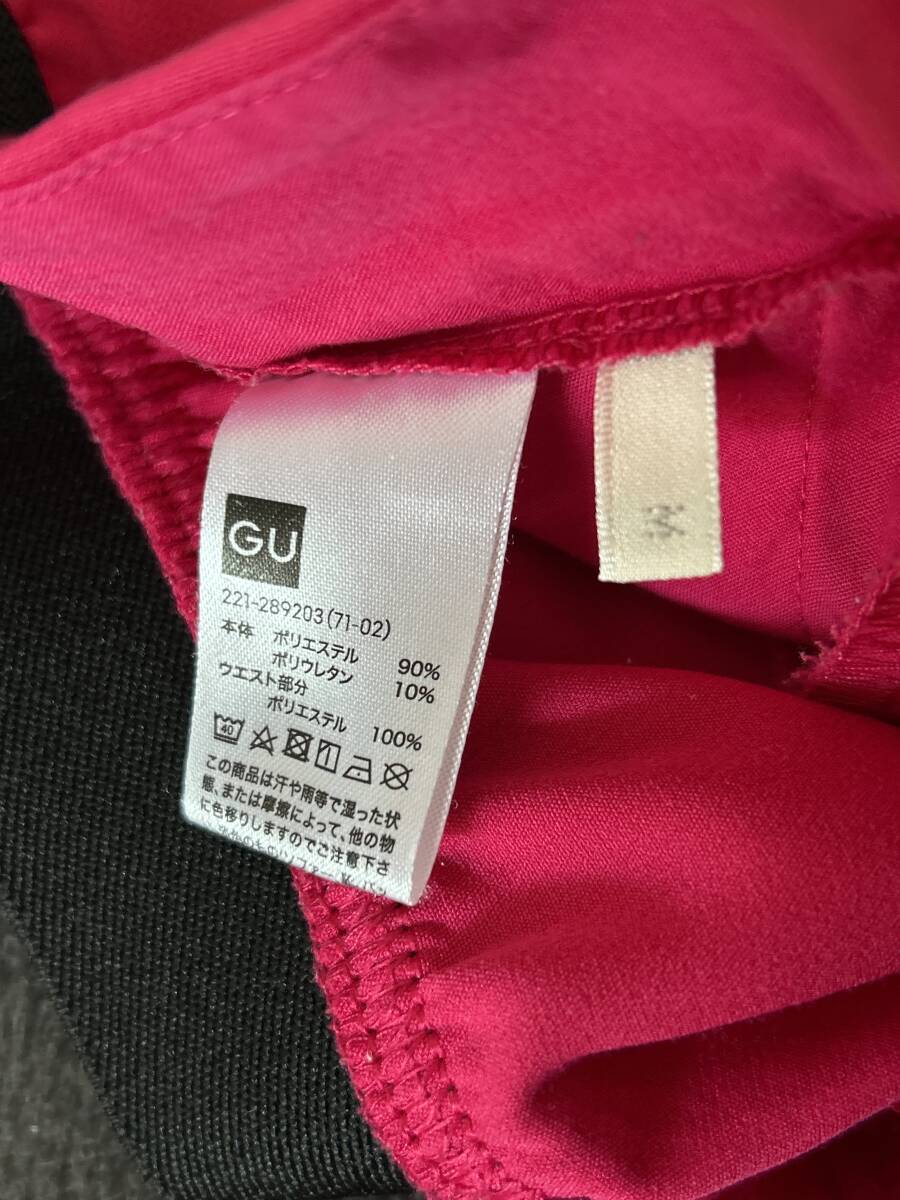 GU
221-289203(71-02)
本体 ポリエステル 90%
ポリウレタン 10%
ウエスト部分
ポリエステル 100%
40
この商品は汗や雨等で湿った状
態、または摩擦によって、他の物
に色移りしますのでご注意下さ
M